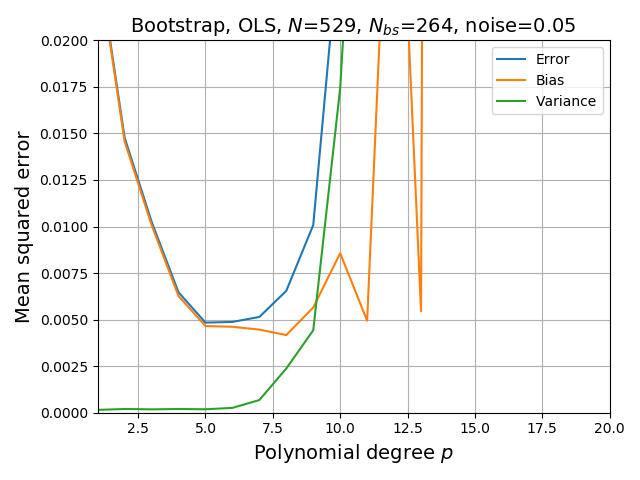 Bootstrap, OLS, N=529, N_bs=264, noise=0.05
Error
Bias
Variance
Mean squared error
0.0200
0.0175
0.0150
0.0125
0.0100
0.0075
0.0050
0.0025
0.0000
2.5 5.0 7.5 10.0 12.5 15.0 17.5 20.0
Polynomial degree p